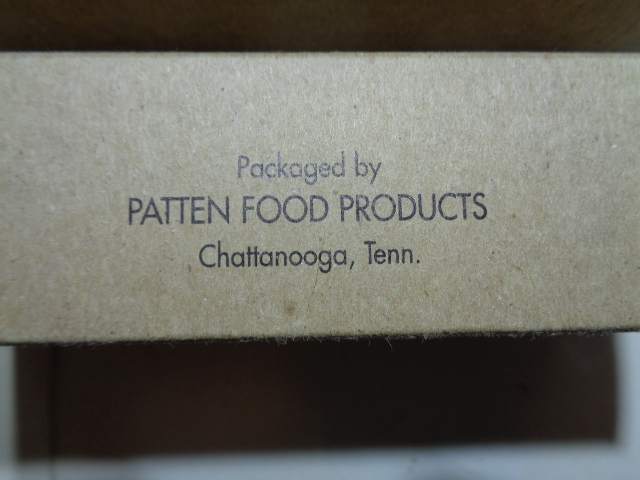 Packaged by
PATTEN FOOD PRODUCTS
Chattanooga, Tenn.